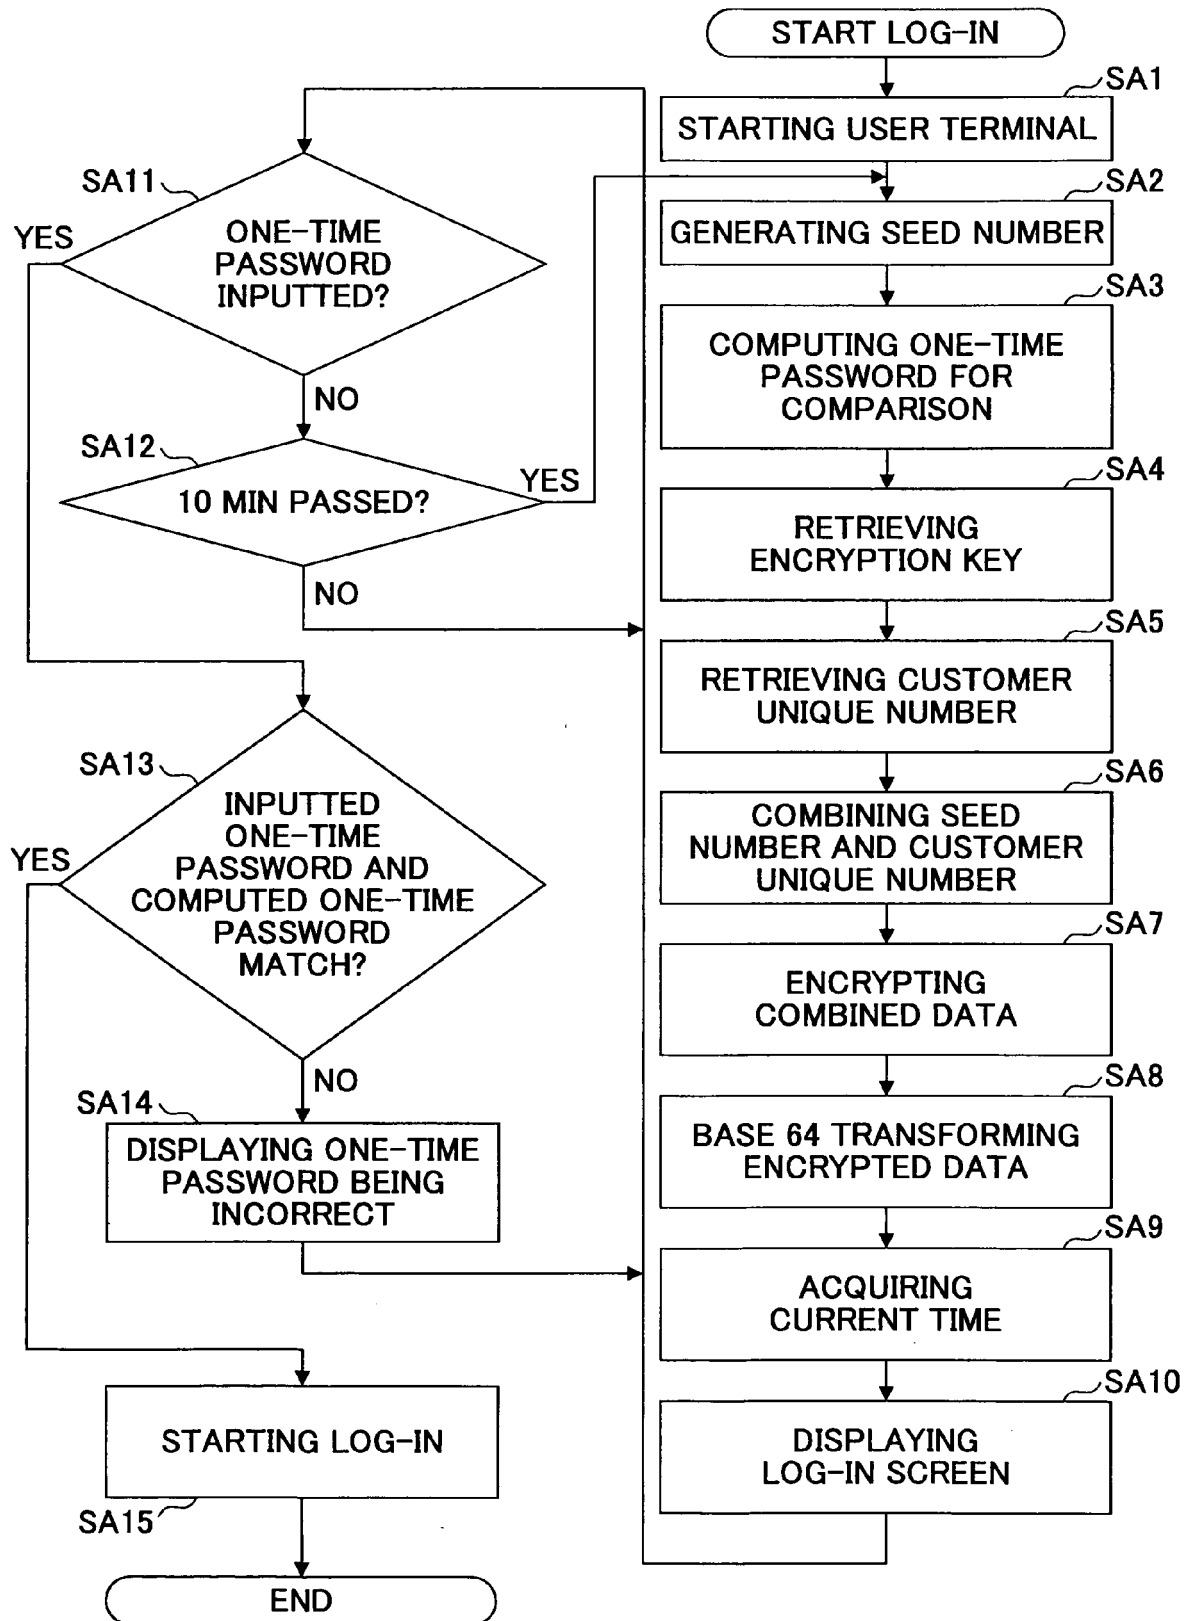 START LOG-IN
SA1
STARTING USER TERMINAL
SA2
GENERATING SEED NUMBER
SA3
COMPUTING ONE-TIME
PASSWORD FOR
COMPARISON
SA4
RETRIEVING
ENCRYPTION KEY
SA5
RETRIEVING CUSTOMER
UNIQUE NUMBER
SA6
COMBINING SEED
NUMBER AND CUSTOMER
UNIQUE NUMBER
SA7
ENCRYPTING
COMBINED DATA
SA8
BASE 64 TRANSFORMING
ENCRYPTED DATA
SA9
ACQUIRING
CURRENT TIME
SA10
DISPLAYING
LOG-IN SCREEN
SA11
YES
ONE-TIME
PASSWORD
INPUTTED?
NO
SA12
10 MIN PASSED?
YES
NO
SA13
YES
INPUTTED
ONE-TIME
PASSWORD AND
COMPUTED ONE-TIME
PASSWORD
MATCH?
NO
SA14
DISPLAYING ONE-TIME
PASSWORD BEING
INCORRECT
STARTING LOG-IN
SA15
END